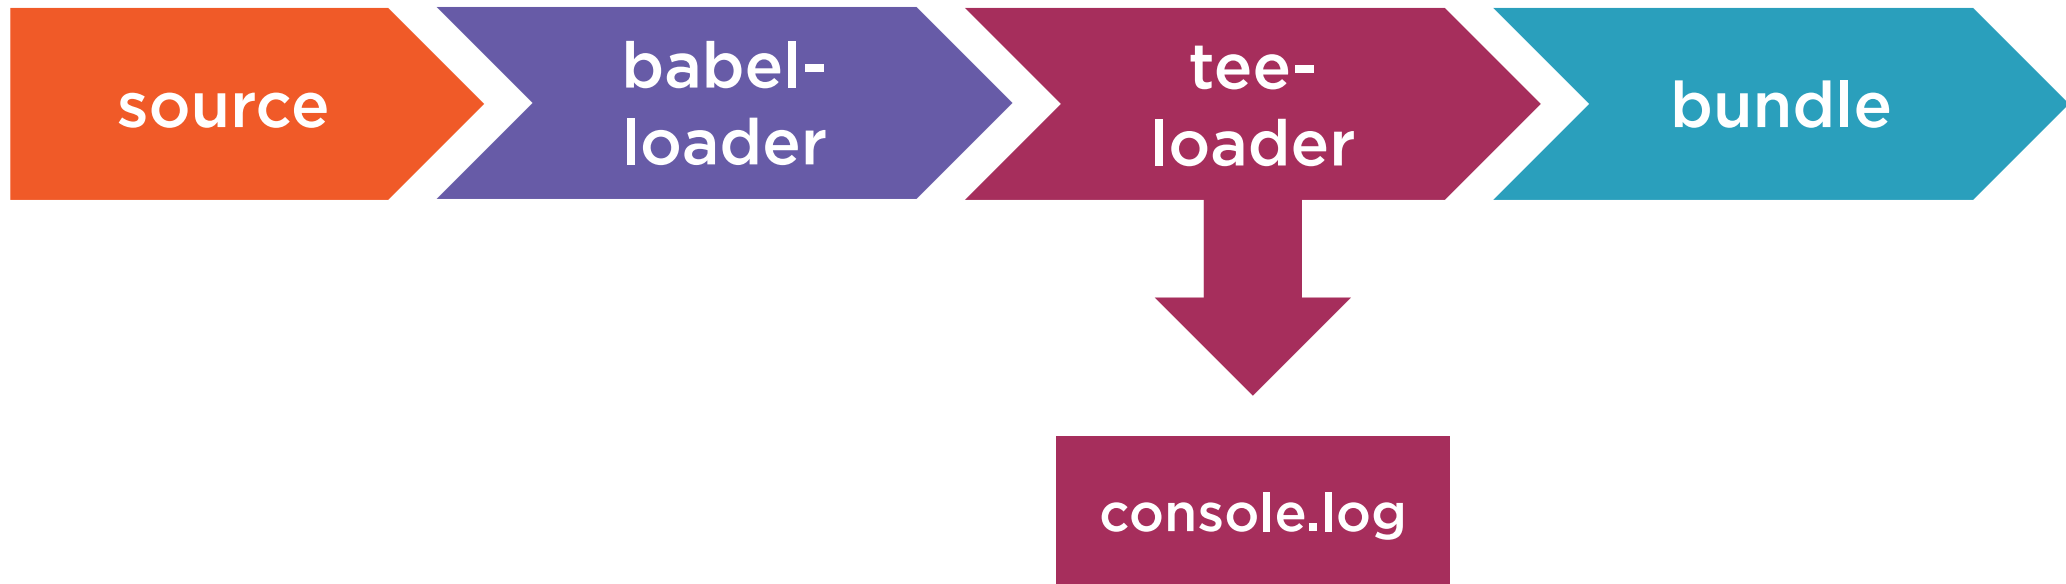 source
babel-
loader
tee-
loader
bundle
console.log